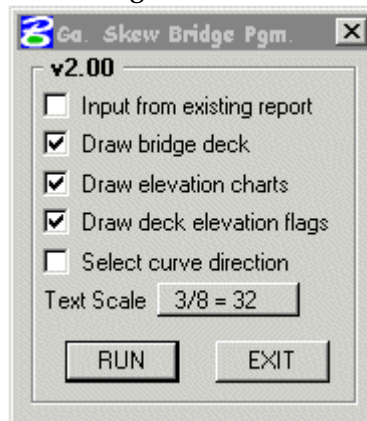 Ga. Skew Bridge Pgm.
v2.00
Input from existing report
Draw bridge deck
Draw elevation charts
Draw deck elevation flags
Select curve direction
Text Scale 3/8 = 32
RUN EXIT